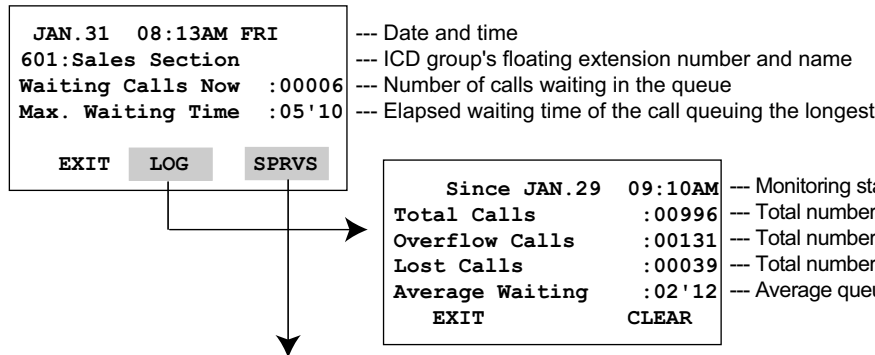 JAN.31 08:13AM FRI --- Date and time
601:Sales Section --- ICD group's floating extension number and name
Waiting Calls Now :00006 --- Number of calls waiting in the queue
Max. Waiting Time :05'10 --- Elapsed waiting time of the call queuing the longest
EXIT LOG SPRVS
Since JAN.29 09:10AM --- Monitoring
Total Calls :00996 --- Total number
Overflow Calls :00131 --- Total number
Lost Calls :00039 --- Total number
Average Waiting :02'12 --- Average
EXIT CLEAR